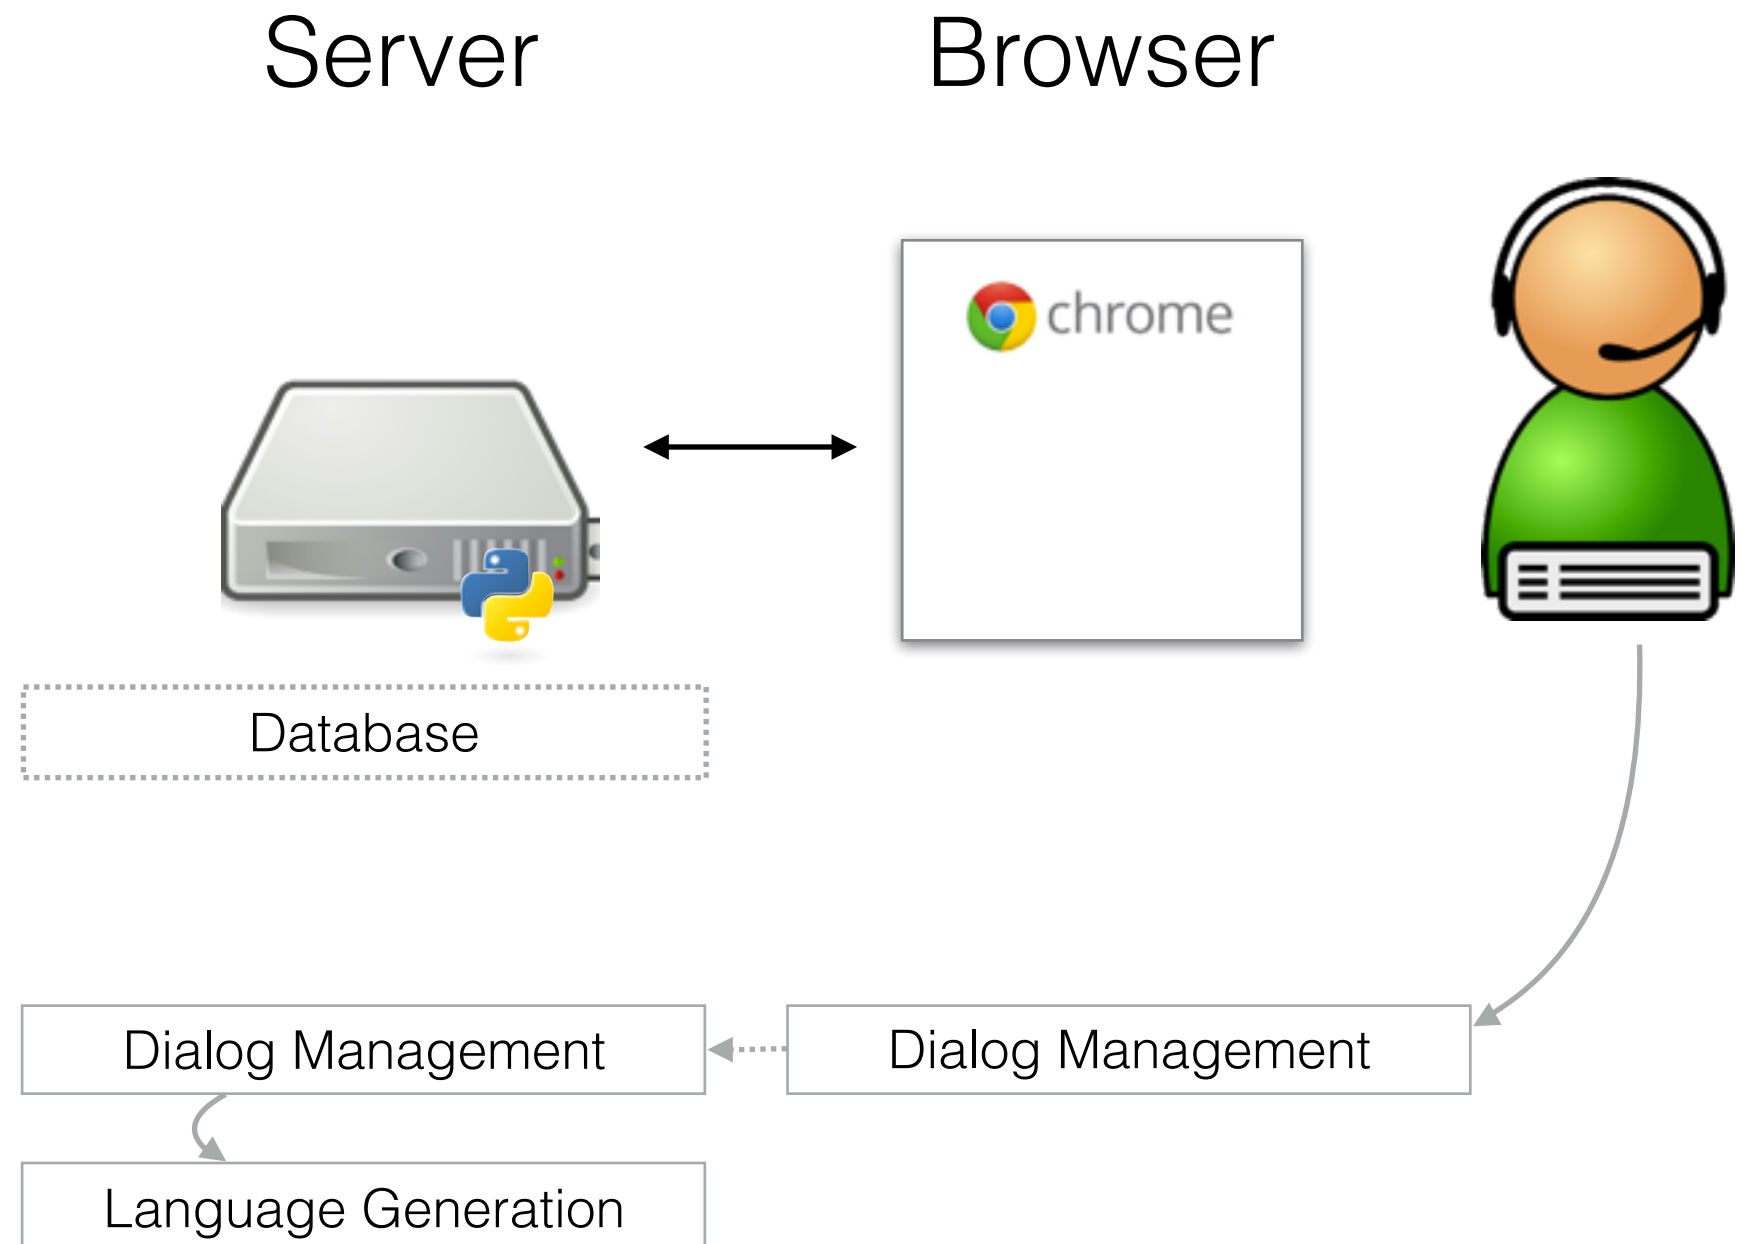 Server
Browser
chrome
Database
Dialog Management
Dialog Management
Language Generation